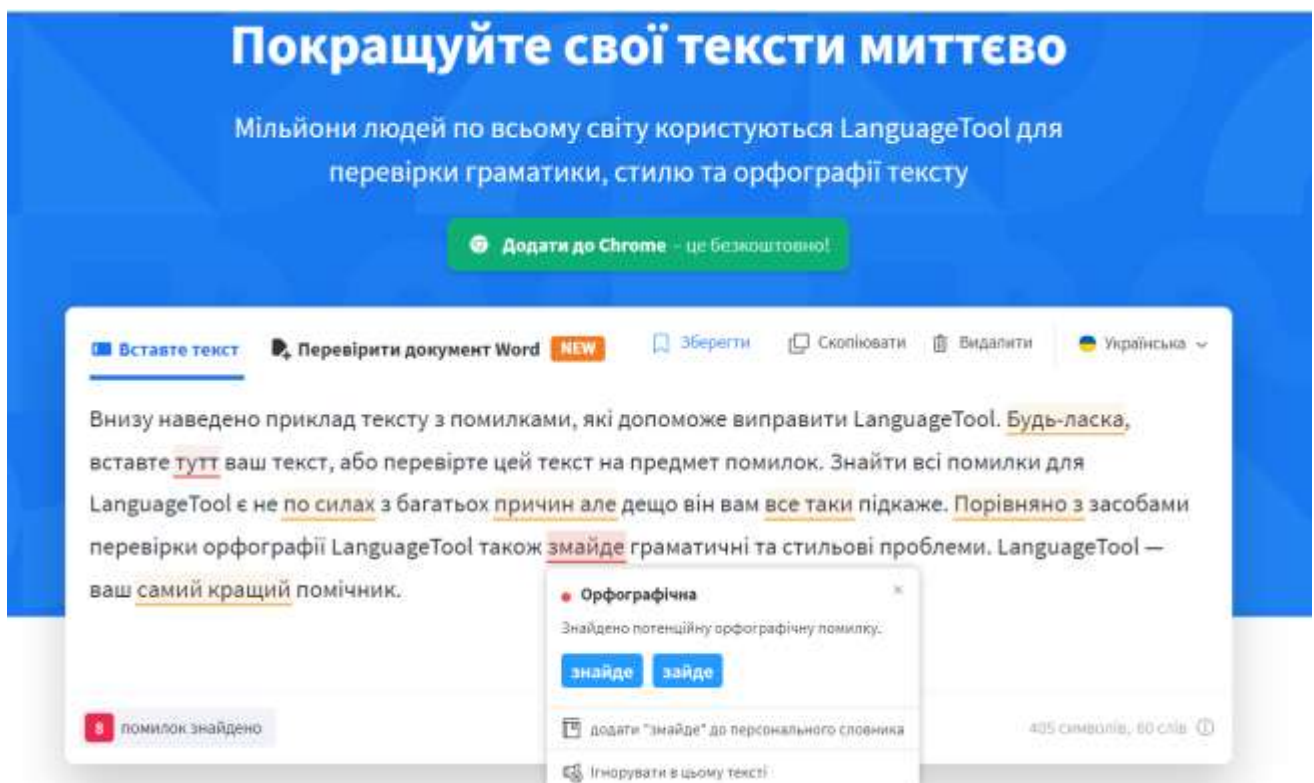 Покращуйте свої тексти миттєво
Мільйони людей по всьому світу користуються LanguageTool для
перевірки граматики, стилю та орфографії тексту
Додати до Chrome – це безкоштовно!
Вставте текст Перевірити документ Word NEW Зберегти Скопіювати Видалити Українська
Внизу наведено приклад тексту з помилками, які допоможе виправити LanguageTool. Будь-ласка,
вставте тутт ваш текст, або перевірте цей текст на предмет помилок. Знайти всі помилки для
LanguageTool є не по силах з багатьох причин але дещо він вам все таки підкаже. Порівняно з засобами
перевірки орфографії LanguageTool також змайде граматичні та стильові проблеми. LanguageTool —
ваш самий кращий помічник.
Орфографічна
Знайдено потенційну орфографічну помилку.
знайде зайде
8 помилок знайдено
додати "змайде" до персонального словника
405 символів, 60 слів
Ігнорувати в цьому тексті